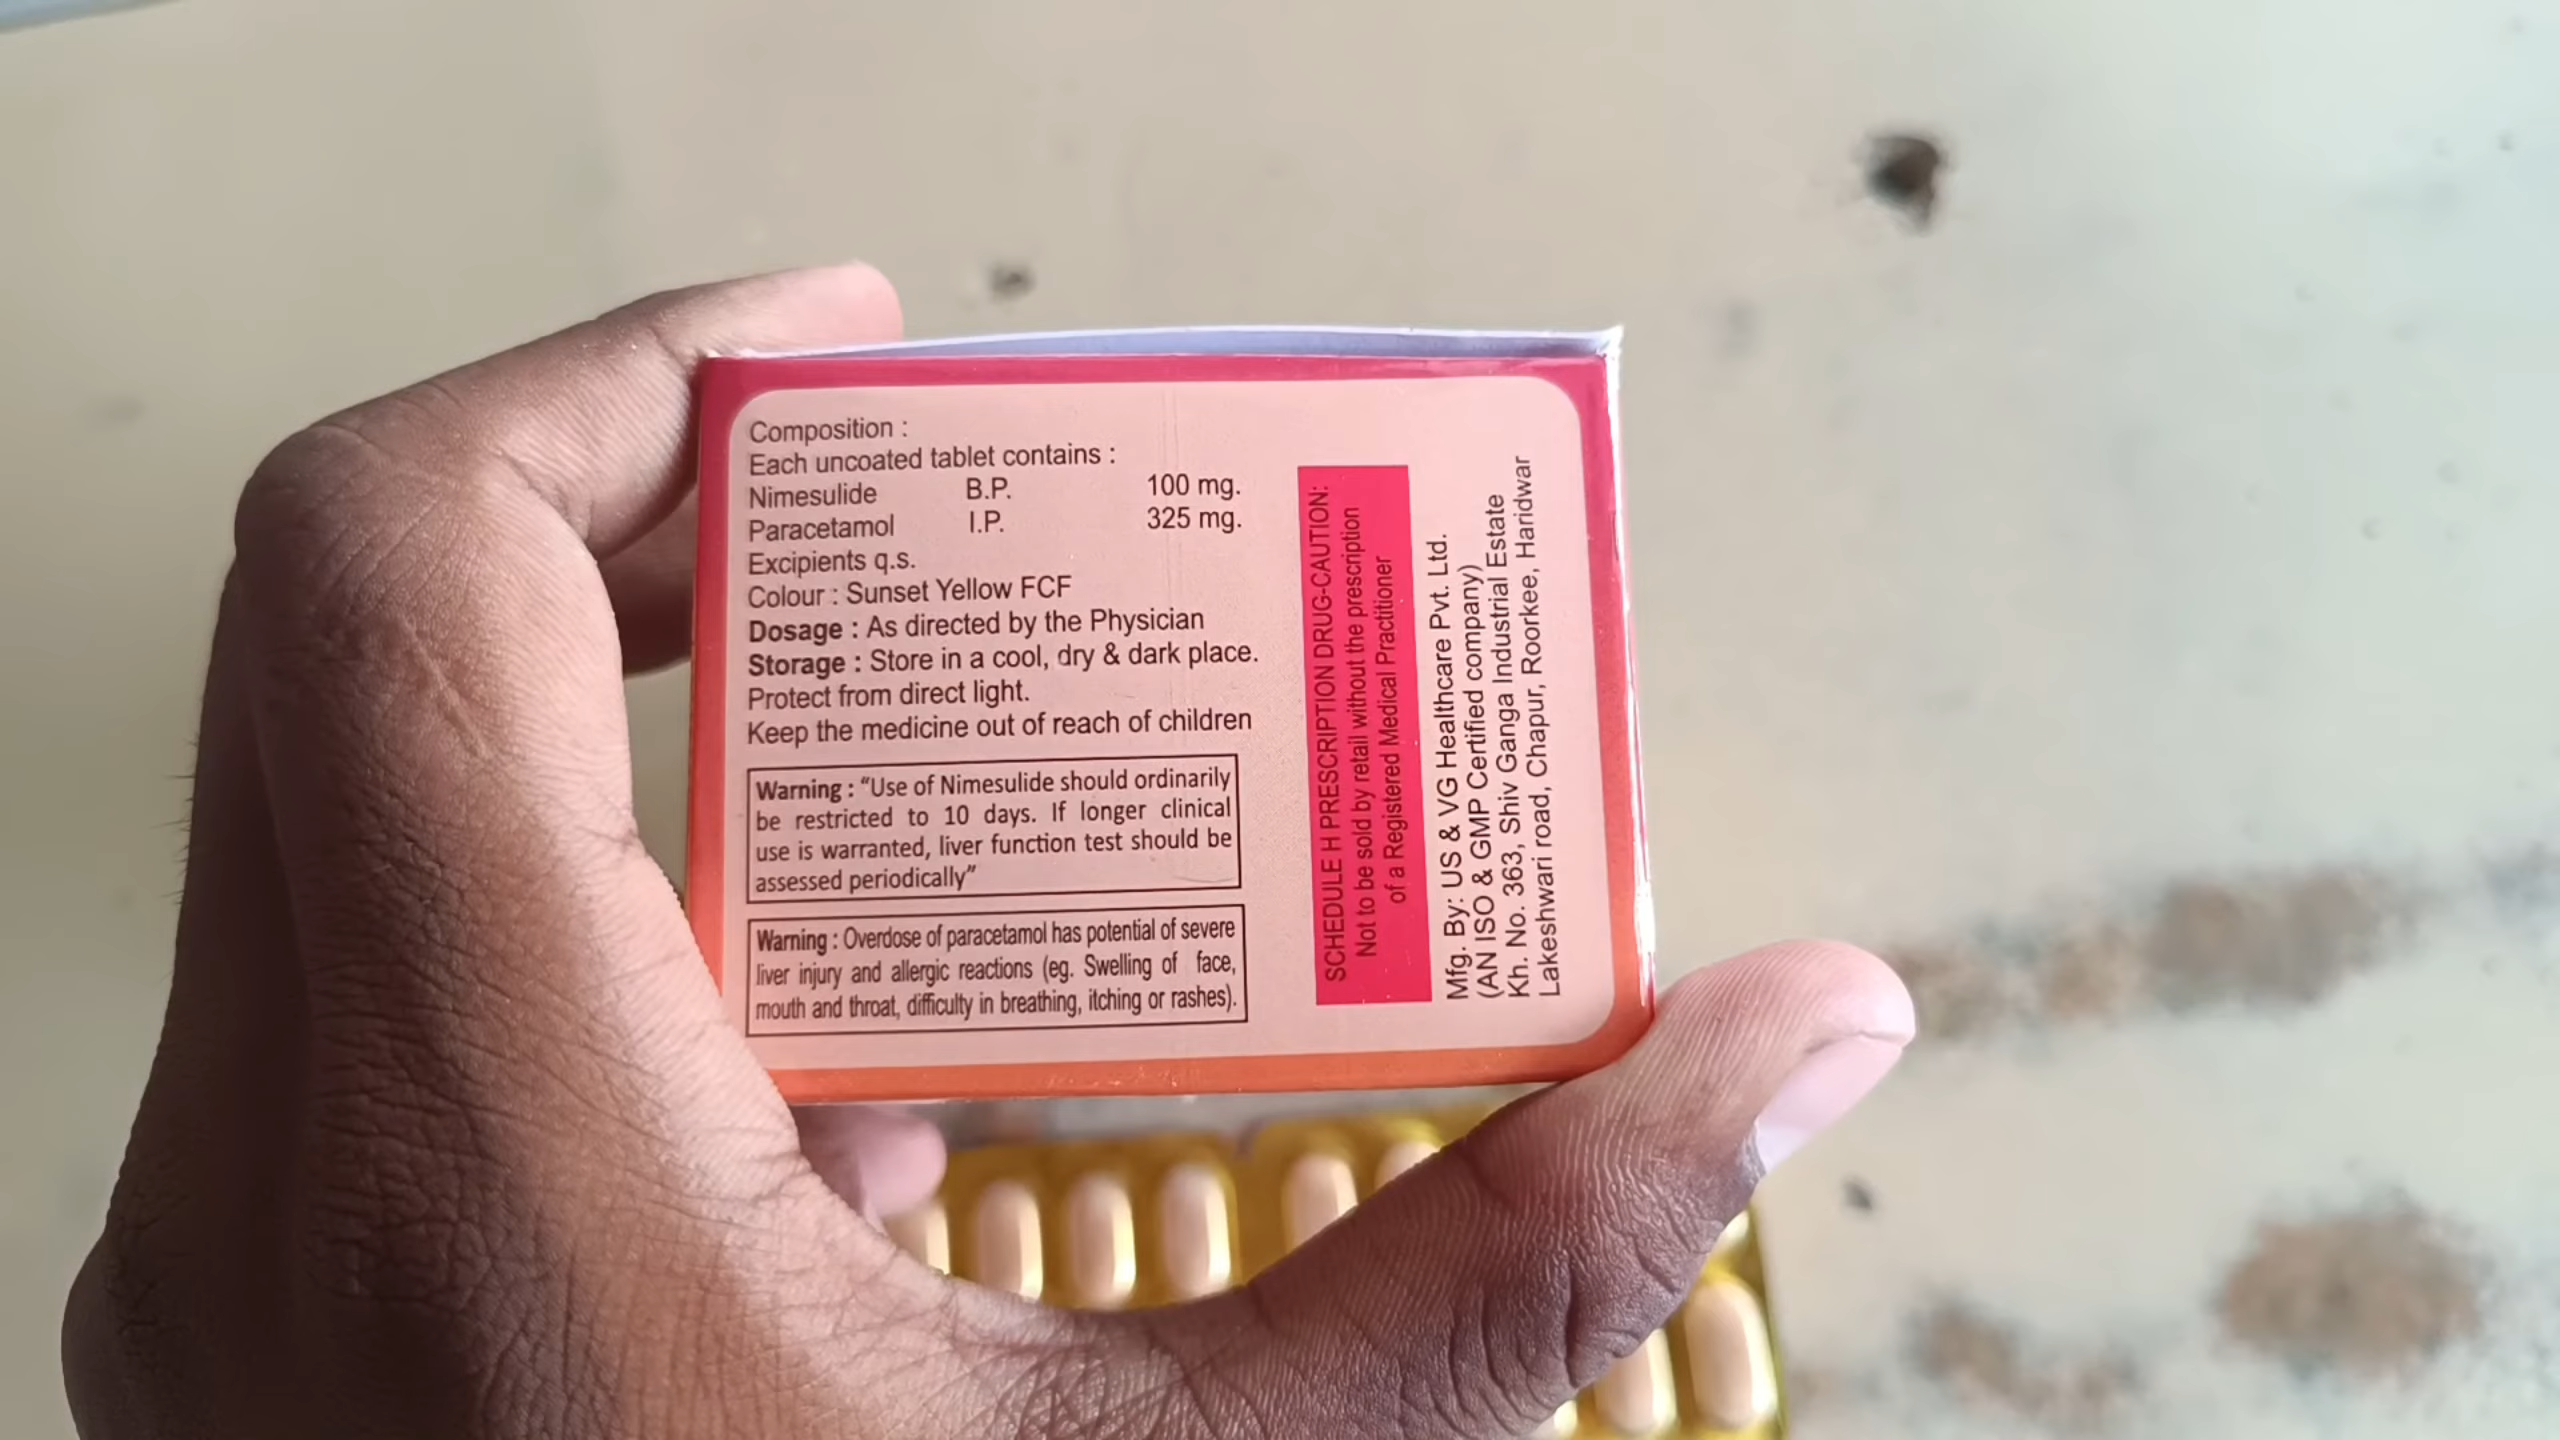 Composition :
Each uncoated tablet contains :
Nimesulide B.P. 100 mg.
Paracetamol I.P. 325 mg.
Excipients q.s.
Colour : Sunset Yellow FCF
Dosage : As directed by the Physician
Storage : Store in a cool, dry & dark place.
Protect from direct light.
Keep the medicine out of reach of children
Warning : “Use of Nimesulide should ordinarily
be restricted to 10 days. If longer clinical
use is warranted, liver function test should be
assessed periodically”
Warning : Overdose of paracetamol has potential of severe
liver injury and allergic reactions (eg. Swelling of face,
mouth and throat, difficulty in breathing, itching or rashes).
SCHEDULE H PRESCRIPTION DRUG-CAUTION:
Not to be sold by retail without the prescription
of a Registered Medical Practitioner
Mfg. By: US & VG Healthcare Pvt. Ltd.
(AN ISO & GMP Certified company)
Kh. No. 363, Shiv Ganga Industrial Estate
Lakeshwari road, Chapur, Roorkee, Haridwar